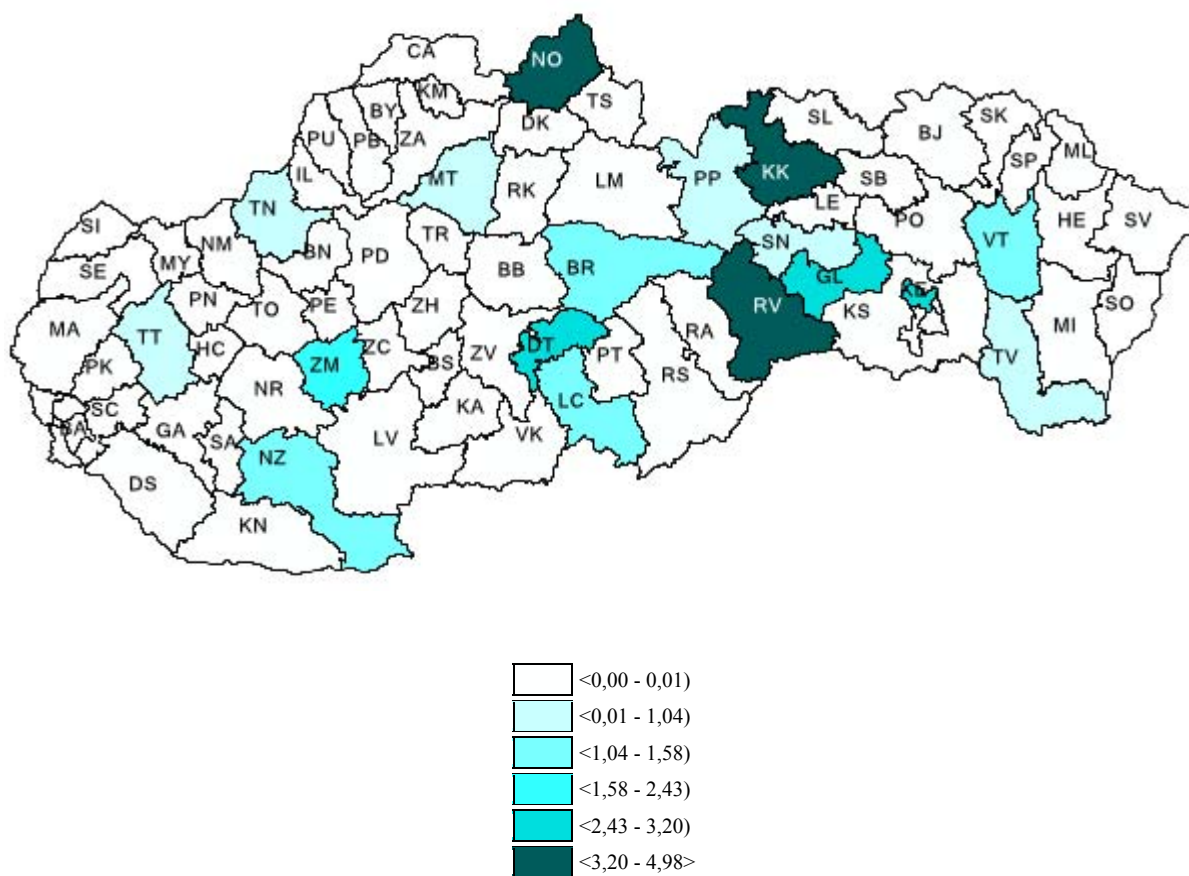 CA
NO
KM
TS
BY
PU
PB
ZA
DK
SL
BJ
SK
SP
ML
IL
MT
RK
LM
PP
KK
SB
TN
LE
PO
HE
SV
SI
NM
BN
PD
TR
BB
BR
SN
VT
SE
MY
GL
PN
TO
PE
ZH
RV
KS
SO
MA
TT
HC
ZM
ZC
BS
ZV
DT
PT
RA
MI
PK
NR
RS
TV
SC
GA
SA
LV
KA
LC
BA
NZ
VK
DS
KN
<0,00 - 0,01)
<0,01 - 1,04)
<1,04 - 1,58)
<1,58 - 2,43)
<2,43 - 3,20)
<3,20 - 4,98>